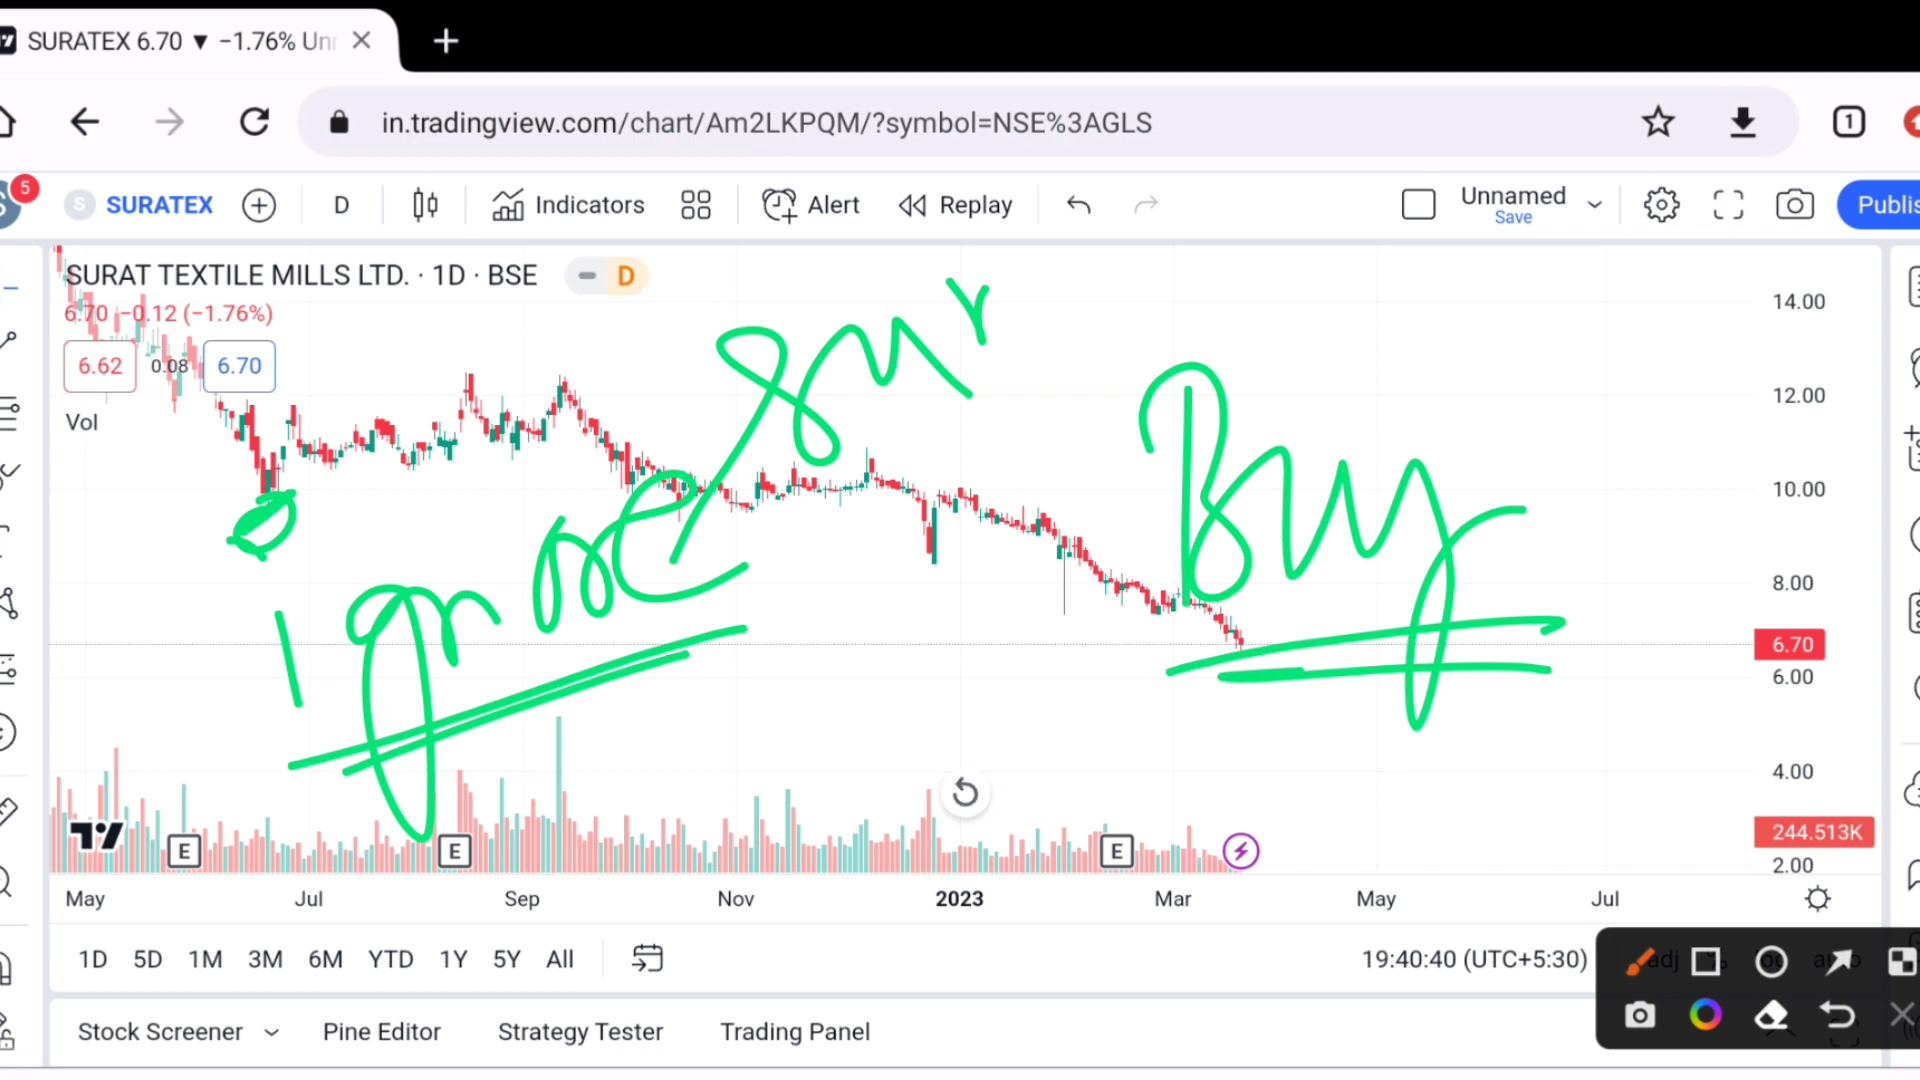 SURATEX 6.70 ▼ −1.76% Unr
in.tradingview.com/chart/Am2LKPQM/?symbol=NSE%3AGLS
1
5
S SURATEX D Indicators Alert Replay Unnamed Publis
Save
SURAT TEXTILE MILLS LTD. · 1D · BSE D
6.70 −0.12 (−1.76%)
6.62 0.08 6.70
Vol
14.00
12.00
10.00
8.00
6.70
6.00
4.00
244.513K
2.00
Buy
E E E
May Jul Sep Nov 2023 Mar May Jul
1D 5D 1M 3M 6M YTD 1Y 5Y All 19:40:40 (UTC+5:30) adj
Stock Screener Pine Editor Strategy Tester Trading Panel